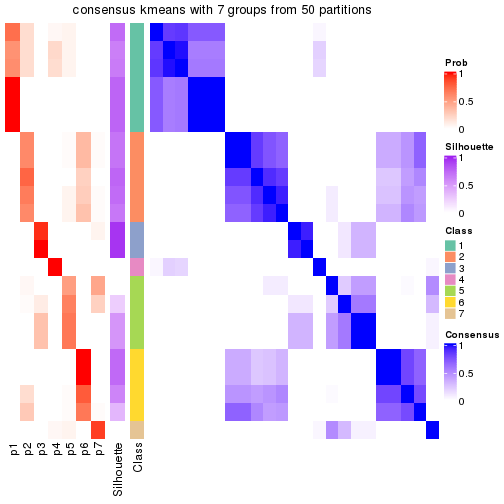 consensus kmeans with 7 groups from 50 partitions
Prob
1
0.5
0
Silhouette
1
0.5
0
Class
1
2
3
4
5
6
7
Consensus
1
0.5
0
p1
p2
p3
p4
p5
p6
p7
Silhouette
Class